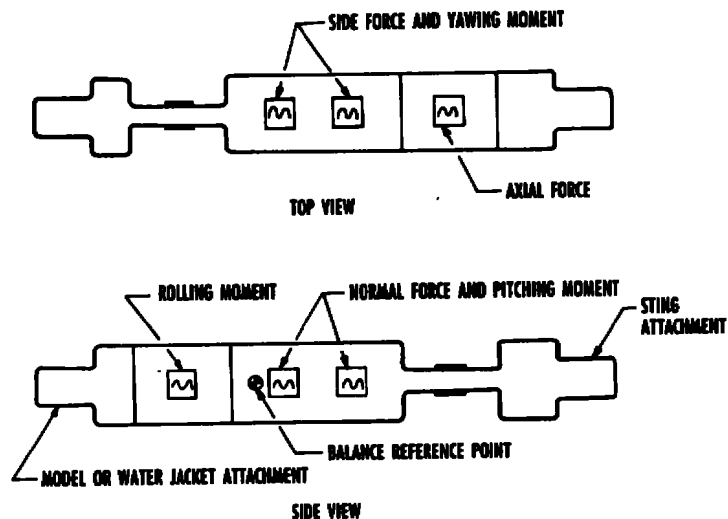 SIDE FORCE AND YAWING MOMENT
AXIAL FORCE
TOP VIEW
ROLLING MOMENT
NORMAL FORCE AND PITCHING MOMENT
STING
ATTACHMENT
BALANCE REFERENCE POINT
MODEL OR WATER JACKET ATTACHMENT
SIDE VIEW